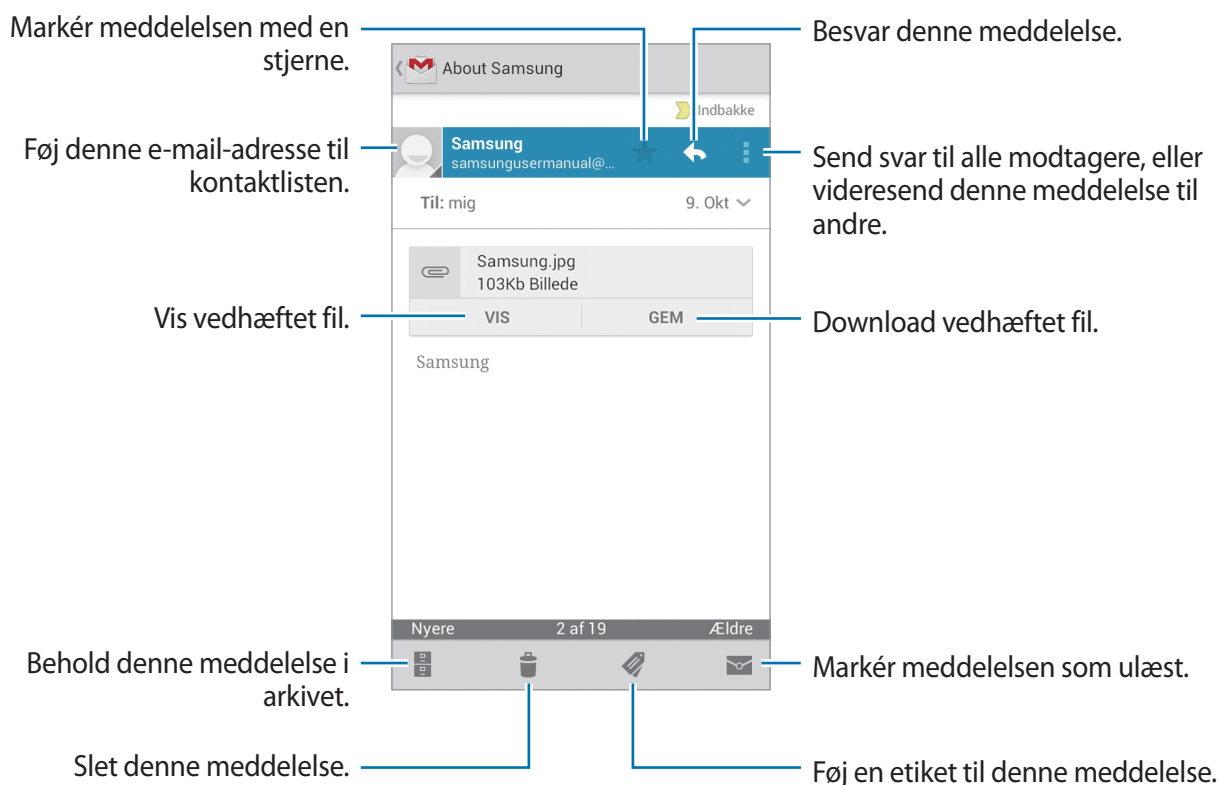 Markér meddelelsen med en
stjerne.
Besvar denne meddelelse.
About Samsung
Indbakke
Føj denne e-mail-adresse til
kontaktlisten.
Samsung
samsungusermanual@...
Send svar til alle modtagere, eller
videresend denne meddelelse til
andre.
Til: mig
9. Okt
Samsung.jpg
103Kb Billede
Vis vedhæftet fil.
VIS
GEM
Download vedhæftet fil.
Samsung
Nyere
2 af 19
Ældre
Behold denne meddelelse i
arkivet.
Markér meddelelsen som ulæst.
Slet denne meddelelse.
Føj en etiket til denne meddelelse.